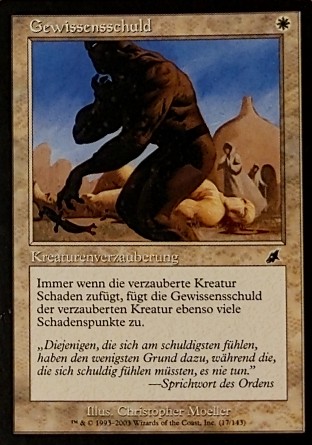 Gewissensschuld
Kreaturenverzauberung
Immer wenn die verzauberte Kreatur
Schaden zufügt, fügt die Gewissensschuld
der verzauberten Kreatur ebenso viele
Schadenspunkte zu.
„Diejenigen, die sich am schuldigsten fühlen,
haben den wenigsten Grund dazu, während die,
die sich schuldig fühlen müssten, es nie tun.”
—Sprichwort des Ordens
Illus. Christopher Moeller
™ & © 1993-2003 Wizards of the Coast, Inc. (17/143)